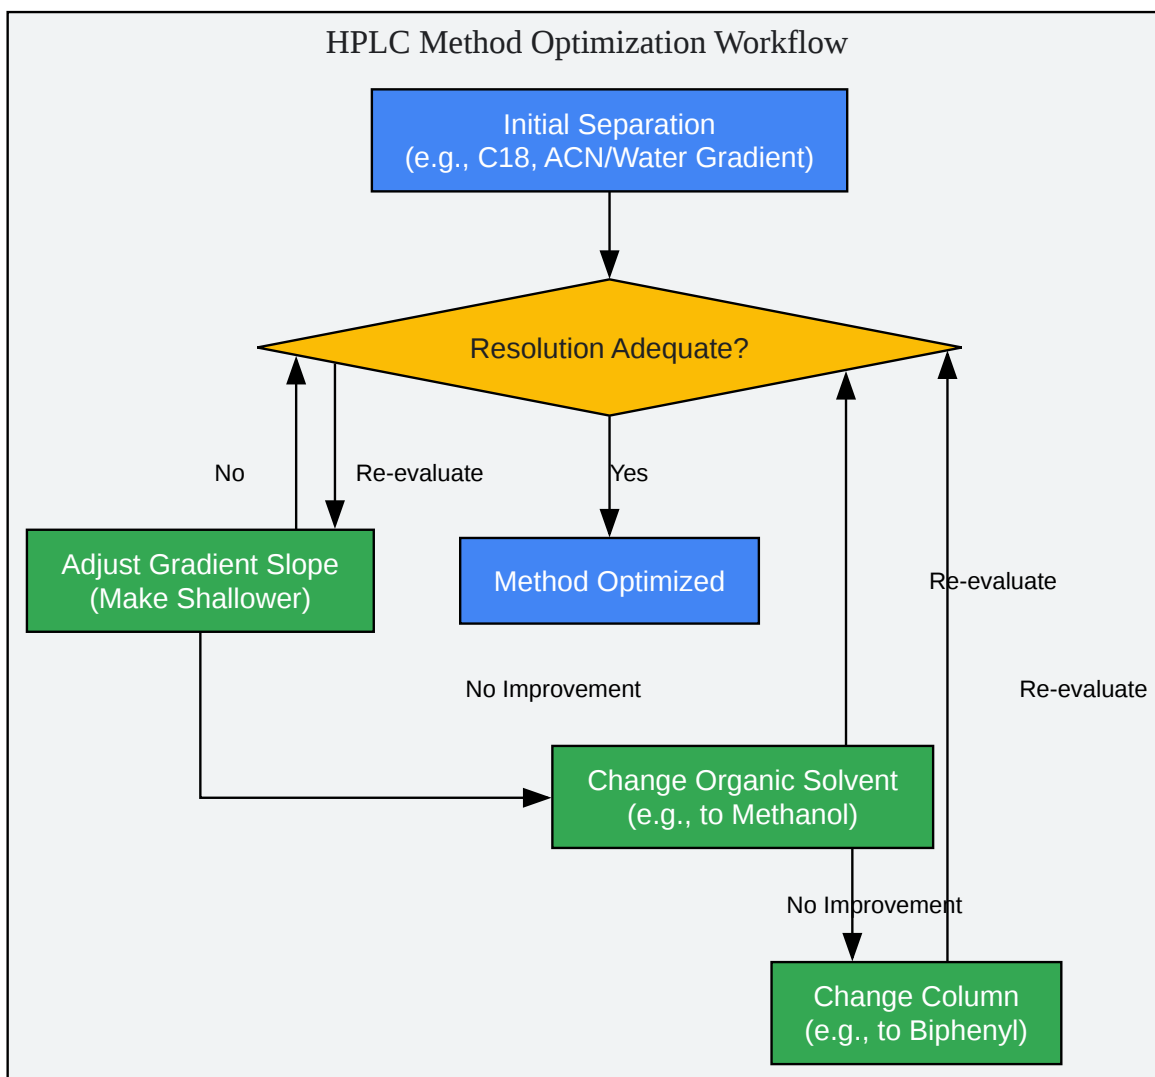 HPLC Method Optimization Workflow
Initial Separation
(e.g., C18, ACN/Water Gradient)
Resolution Adequate?
No
Re-evaluate
Yes
Adjust Gradient Slope
(Make Shallower)
Method Optimized
Re-evaluate
No Improvement
Re-evaluate
Change Organic Solvent
(e.g., to Methanol)
No Improvement
Change Column
(e.g., to Biphenyl)